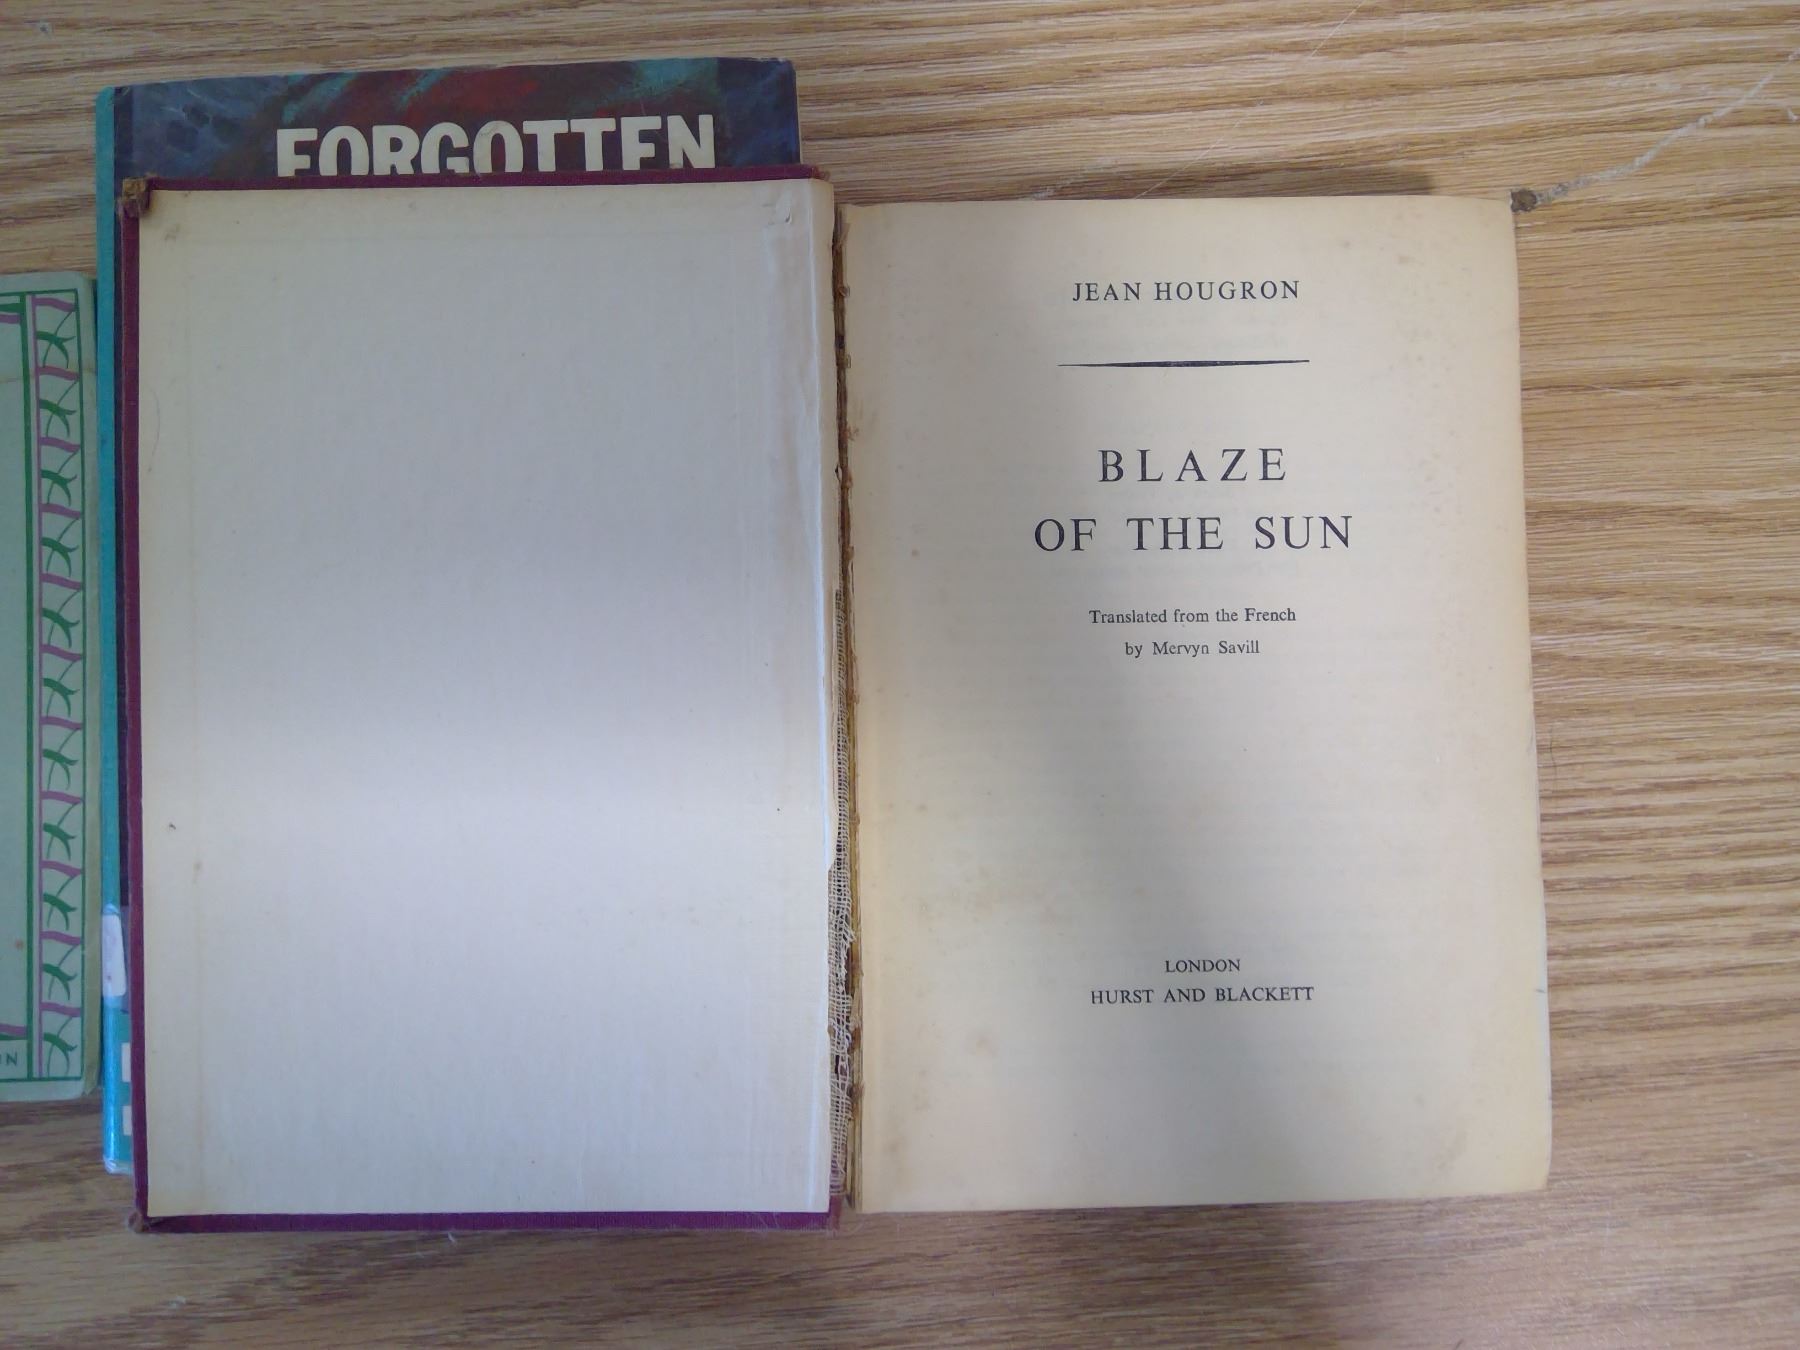 FORGOTTEN
JEAN HOUGRON
BLAZE
OF THE SUN
Translated from the French
by Mervyn Savill
LONDON
HURST AND BLACKETT